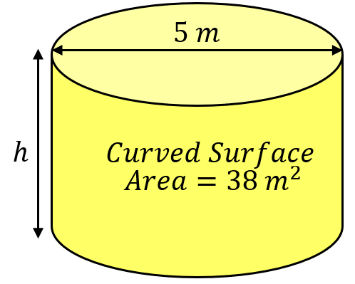 5 m
h
Curved Surface
Area = 38 m²